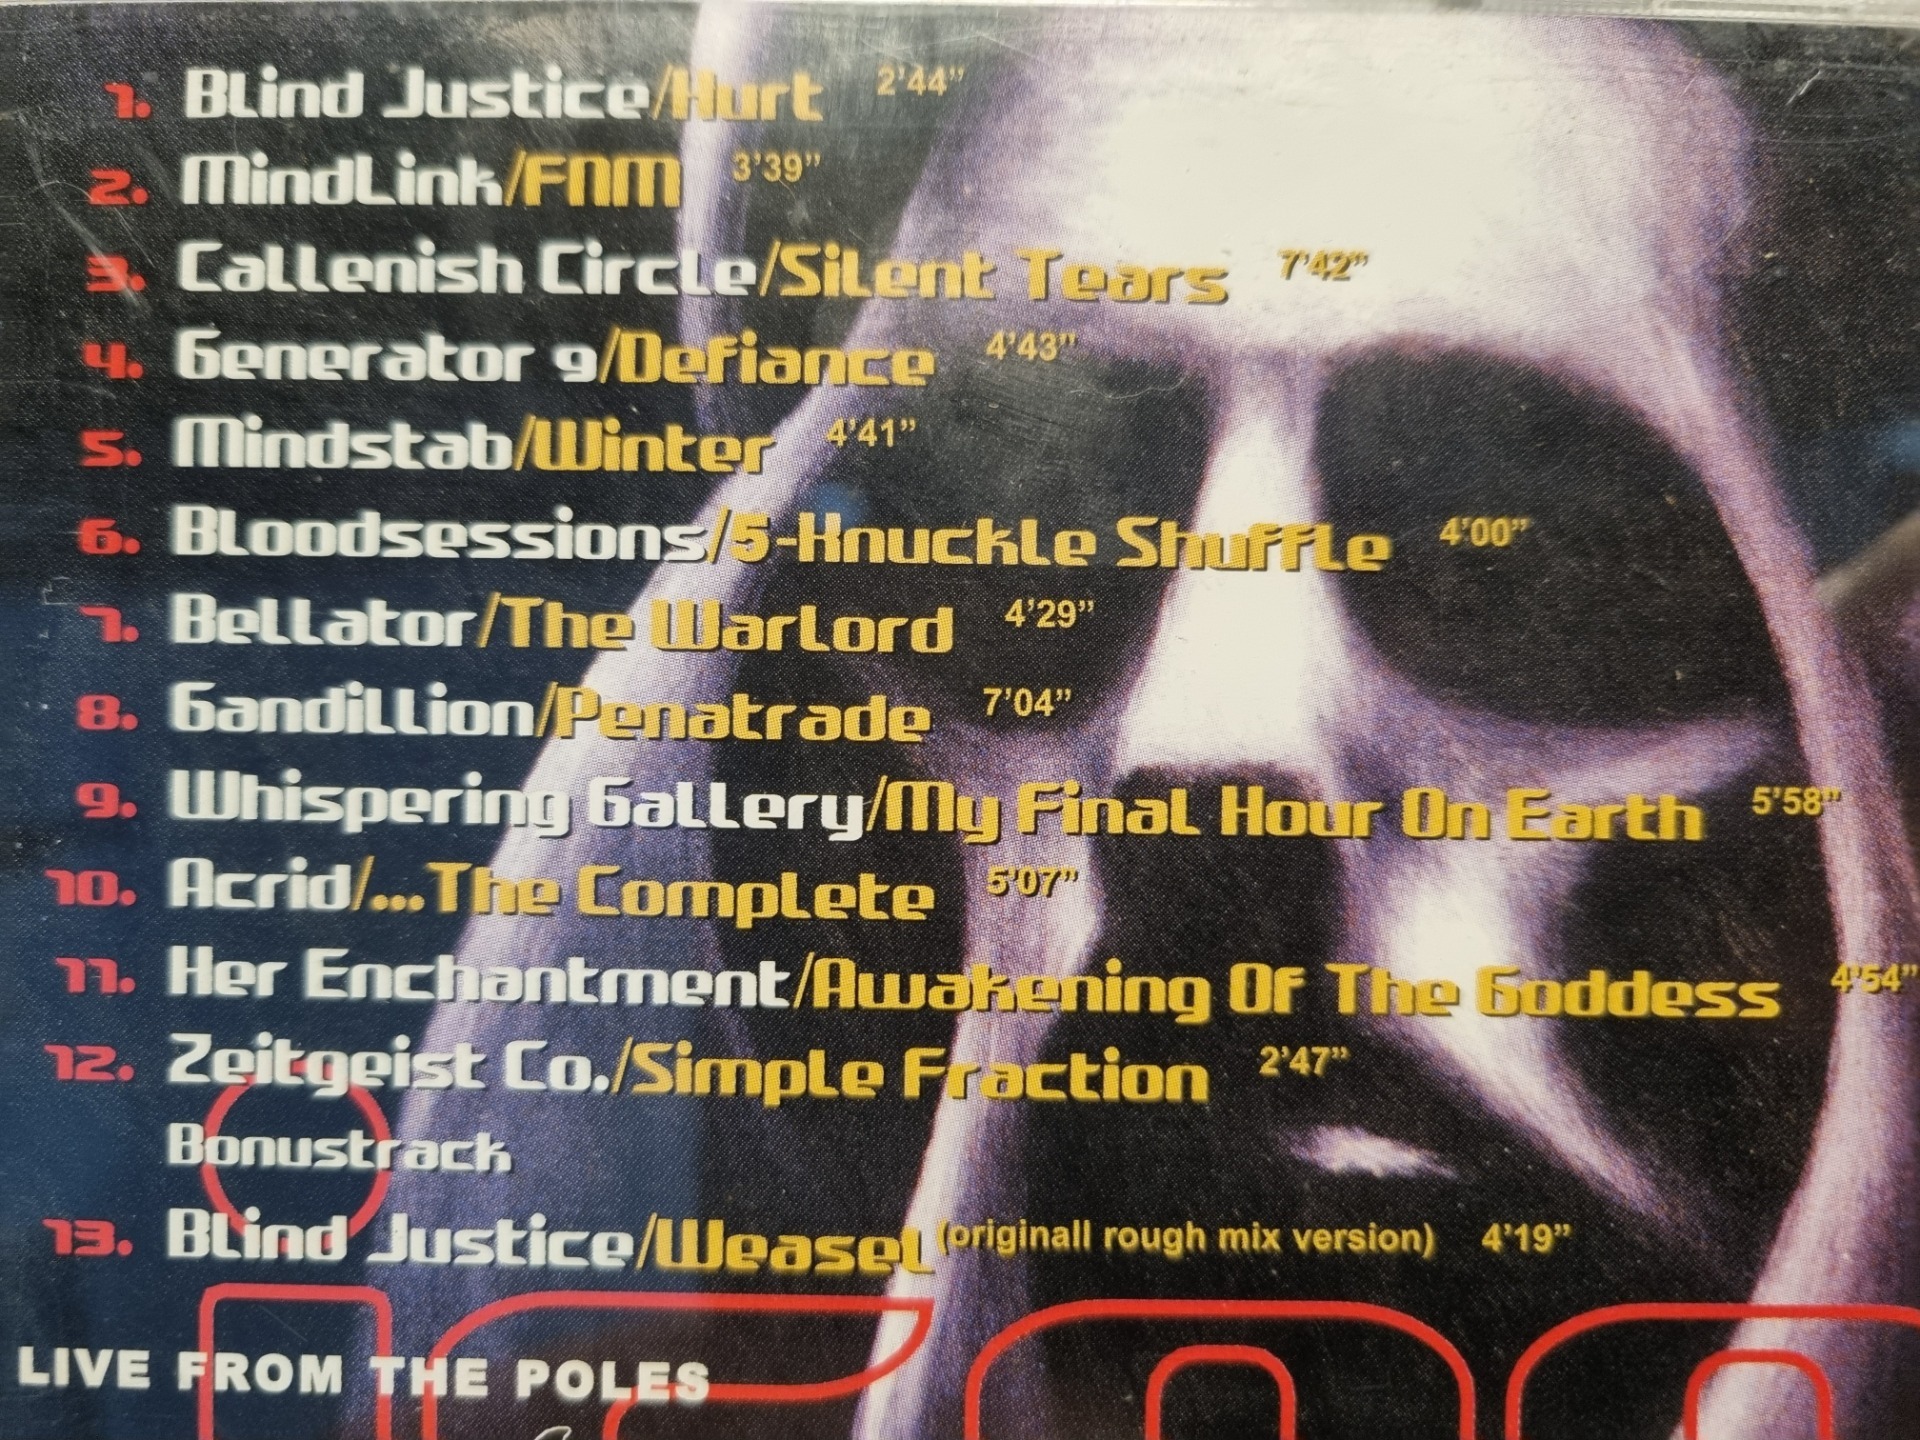 1. Blind Justice/Hurt 2'44"
2. MindLink/FNM 3'39"
3. Callenish Circle/Silent Tears 7'42"
4. Generator 9/Defiance 4'43"
5. Mindstab/Winter 4'41"
6. Bloodsessions/5-Knuckle Shuffle 4'00"
7. Bellator/The Warlord 4'29"
8. Gandillion/Penatrade 7'04"
9. Whispering Gallery/My Final Hour On Earth 5'58"
10. Acrid/...The Complete 5'07"
11. Her Enchantment/Awakening Of The Goddess 4'54"
12. Zeitgeist Co./Simple Fraction 2'47"
Bonustrack
13. Blind Justice/Weasel (originall rough mix version) 4'19"
LIVE FROM THE POLES